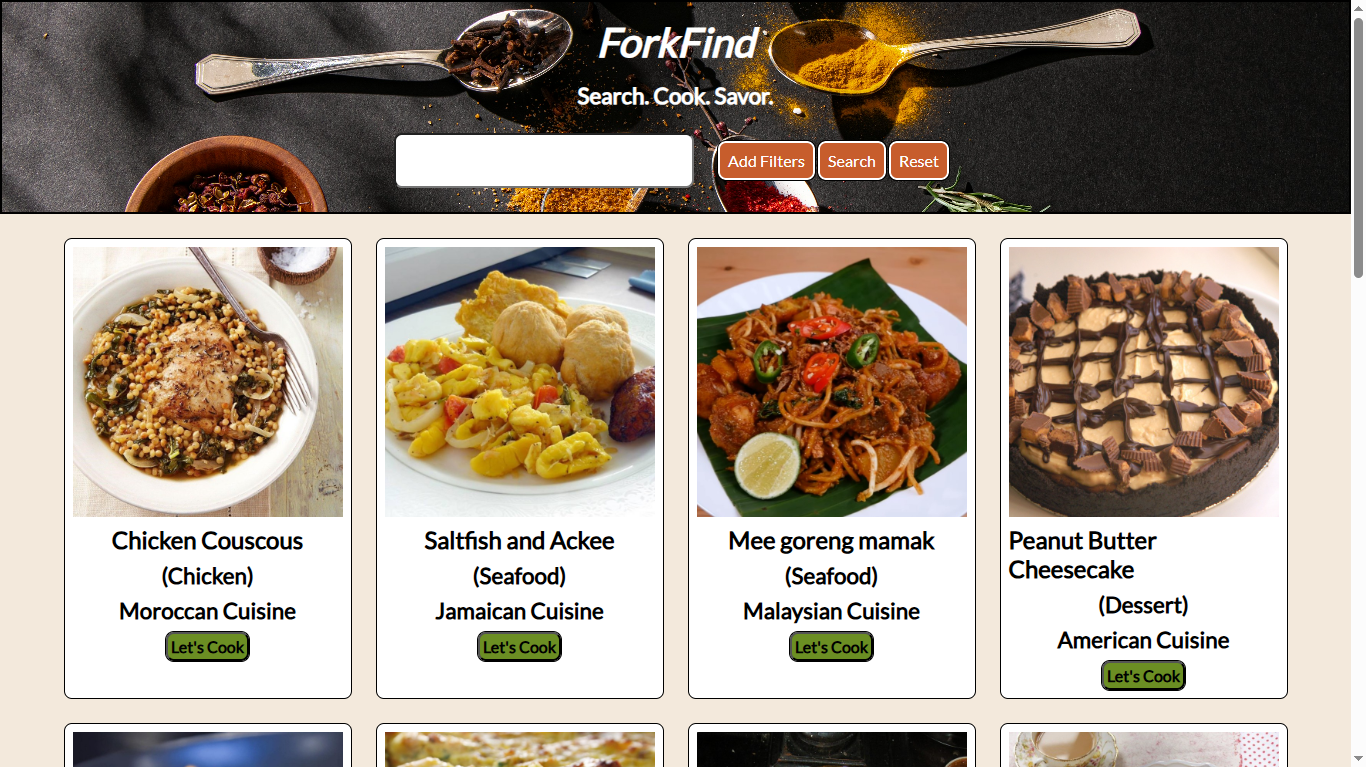 ForkFind
Search. Cook. Savor.
Add Filters
Search
Reset
Chicken Couscous
(Chicken)
Moroccan Cuisine
Let's Cook
Saltfish and Ackee
(Seafood)
Jamaican Cuisine
Let's Cook
Mee goreng mamak
(Seafood)
Malaysian Cuisine
Let's Cook
Peanut Butter
Cheesecake
(Dessert)
American Cuisine
Let's Cook